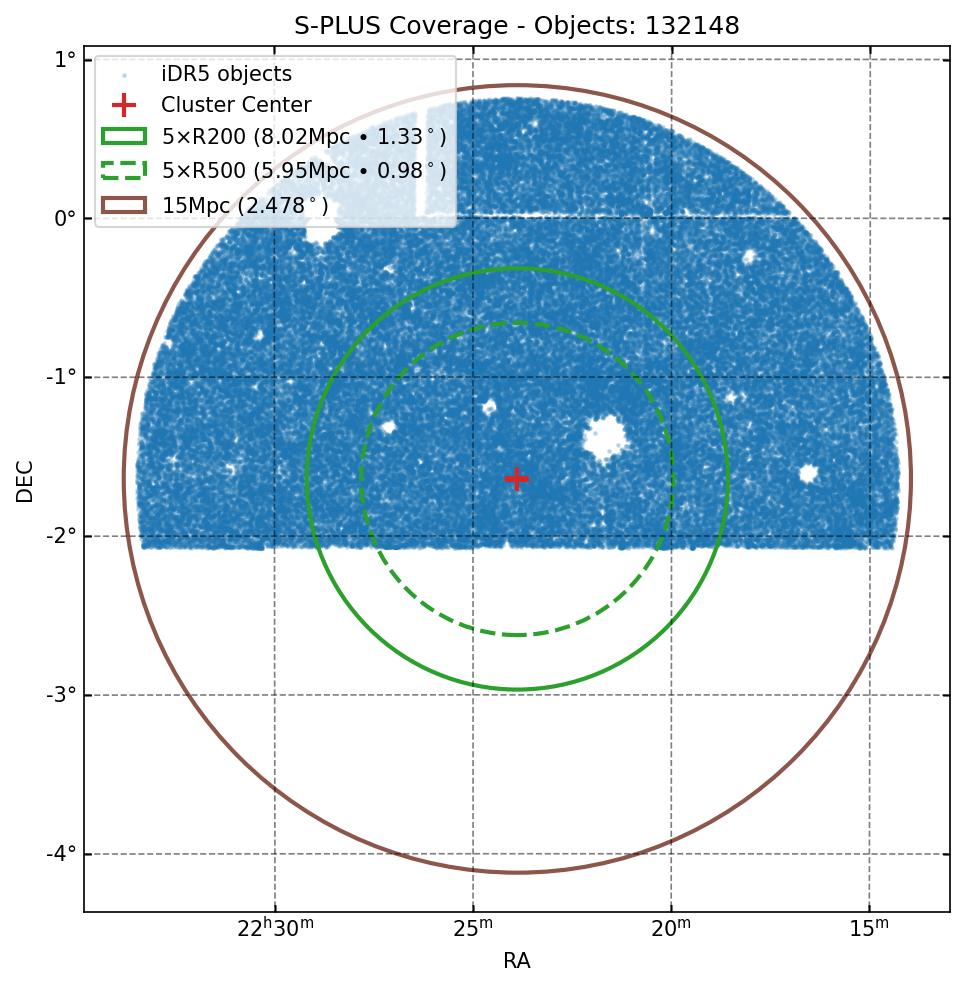 S-PLUS Coverage - Objects: 132148
iDR5 objects
Cluster Center
5×R200 (8.02Mpc • 1.33°)
5×R500 (5.95Mpc • 0.98°)
15Mpc (2.478°)
1°
0°
-1°
-2°
-3°
-4°
DEC
22ʰ30ᵐ
25ᵐ
20ᵐ
15ᵐ
RA